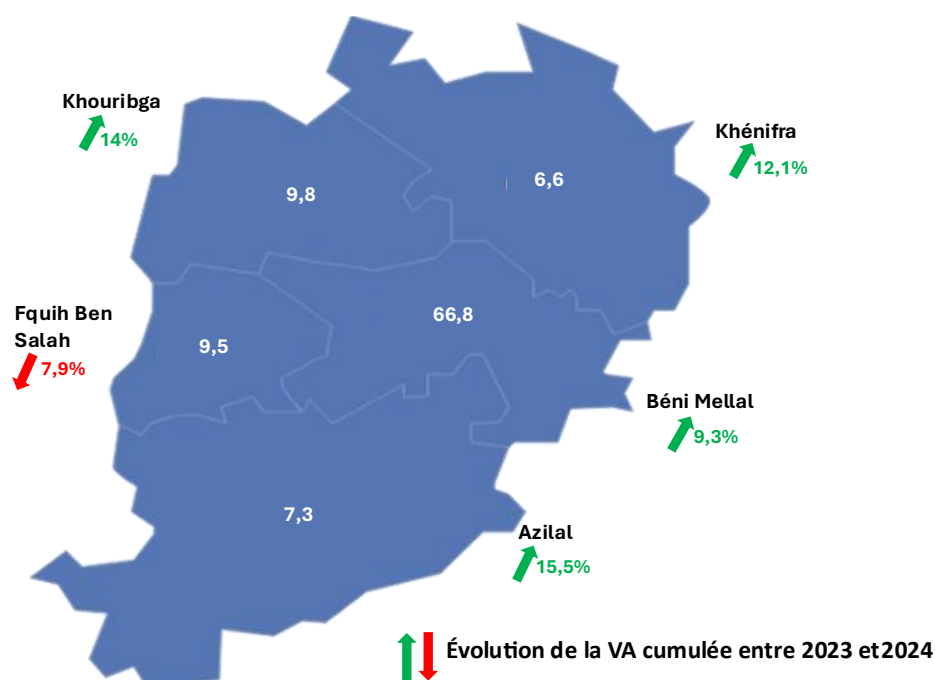 Khouribga
14%
Khénifra
12,1%
9,8
6,6
Fquih Ben
Salah
7,9%
9,5
66,8
Béni Mellal
9,3%
7,3
Azilal
15,5%
Évolution de la VA cumulée entre 2023 et2024